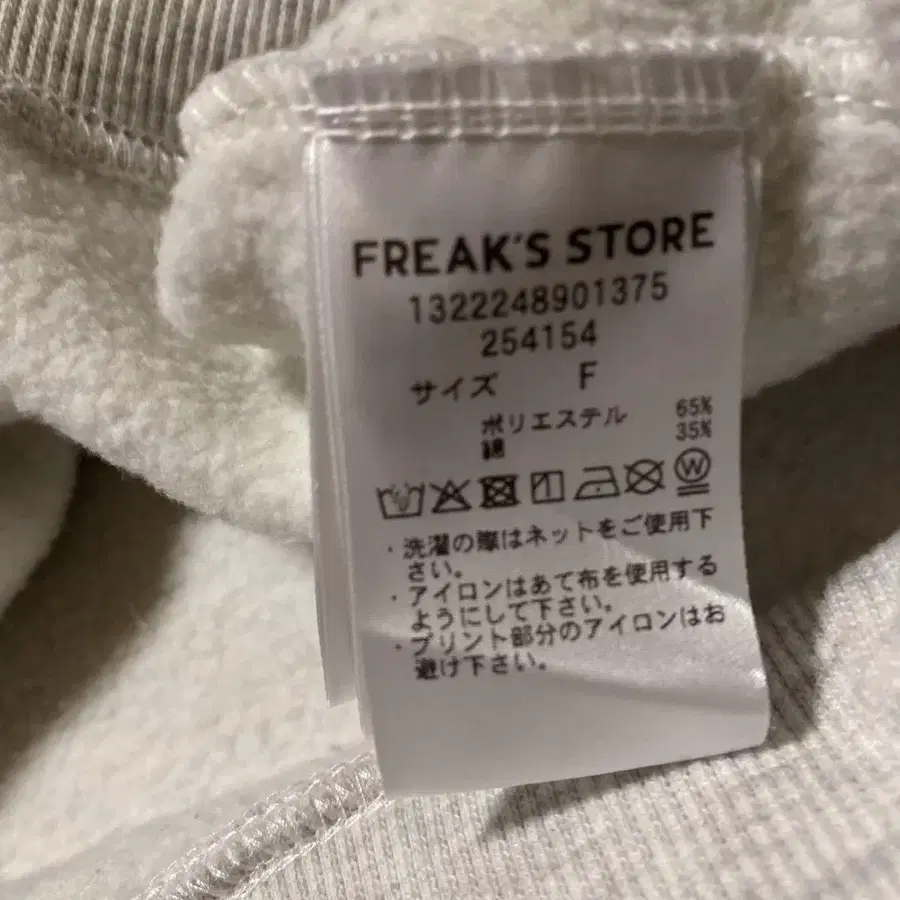 FREAK'S STORE
1322248901375
254154
サイズ F
ポリエステル 65%
綿 35%
W
・洗濯の際はネットをご使用下
さい。
・アイロンはあて布を使用する
ようにして下さい。
・プリント部分のアイロンはお
避け下さい。